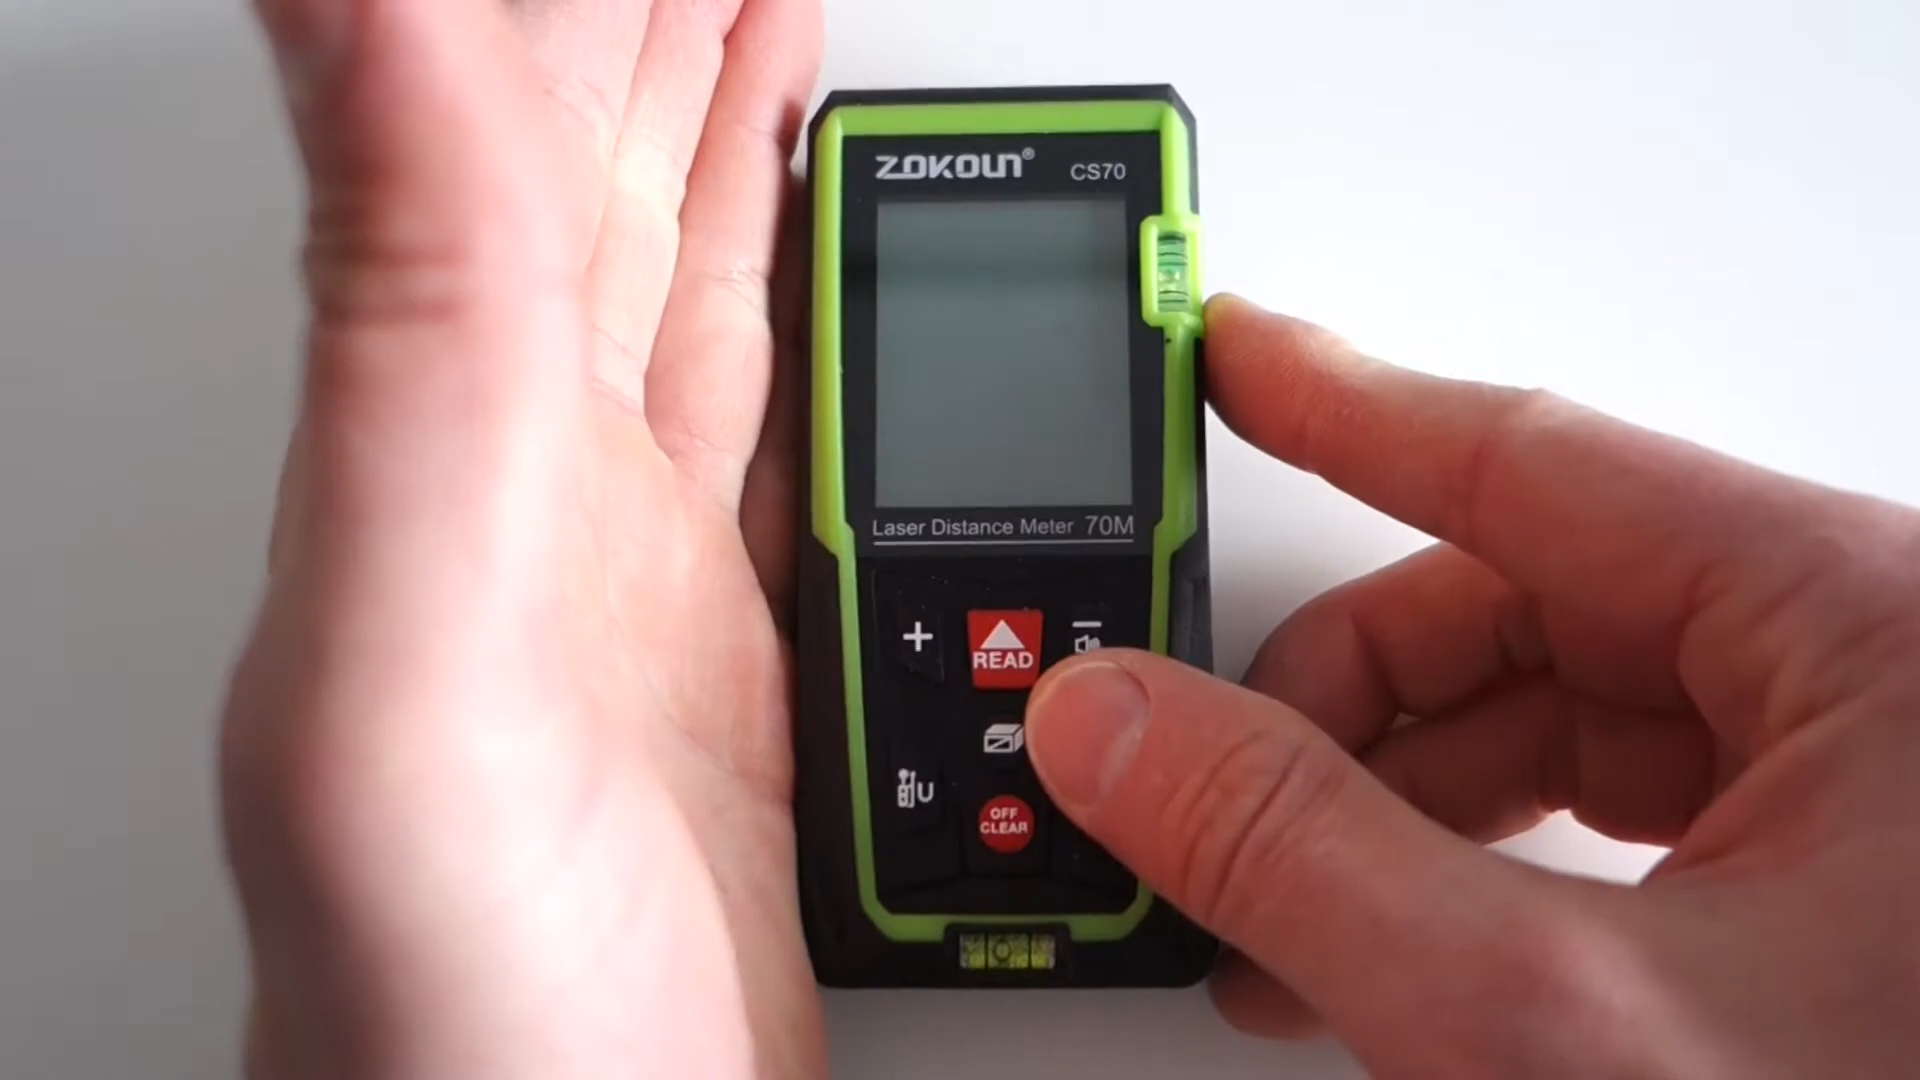 ZOKOUN®
CS70
Laser Distance Meter 70M
+
READ
U
OFF
CLEAR